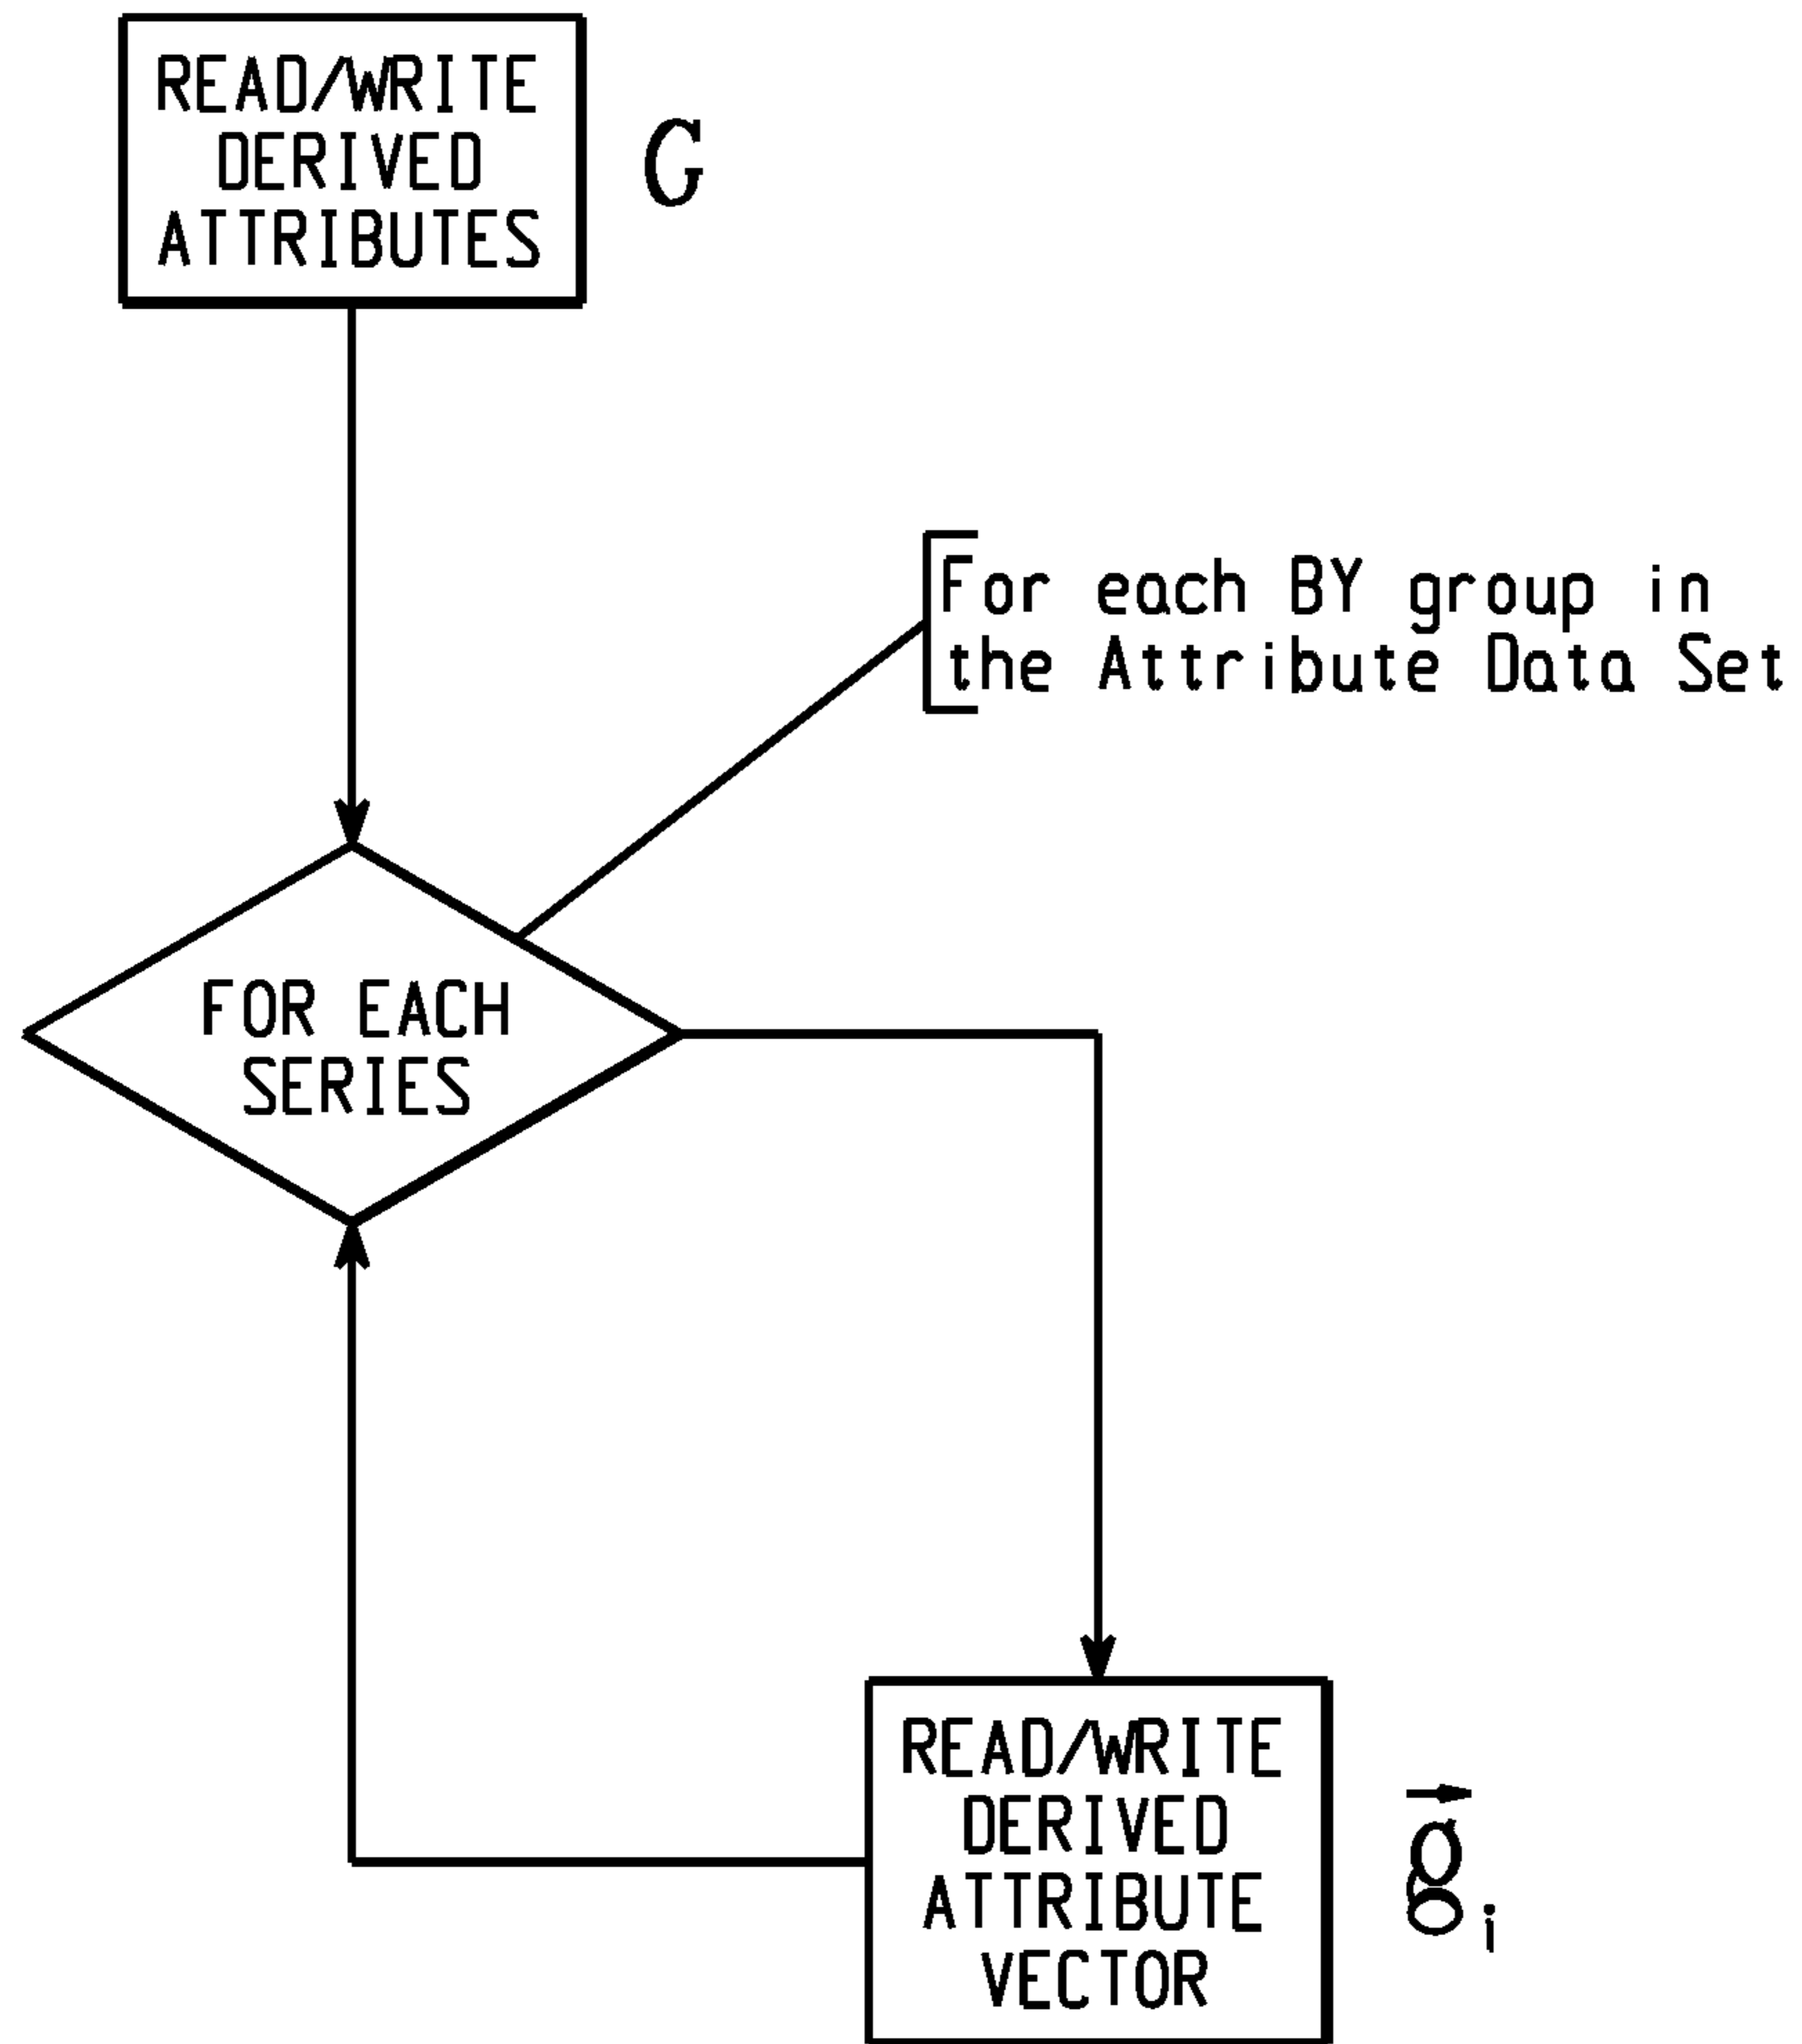 READ/WRITE
DERIVED
ATTRIBUTES
G
For each BY group in
the Attribute Data Set
FOR EACH
SERIES
READ/WRITE
DERIVED
ATTRIBUTE
VECTOR
g⃗ᵢ